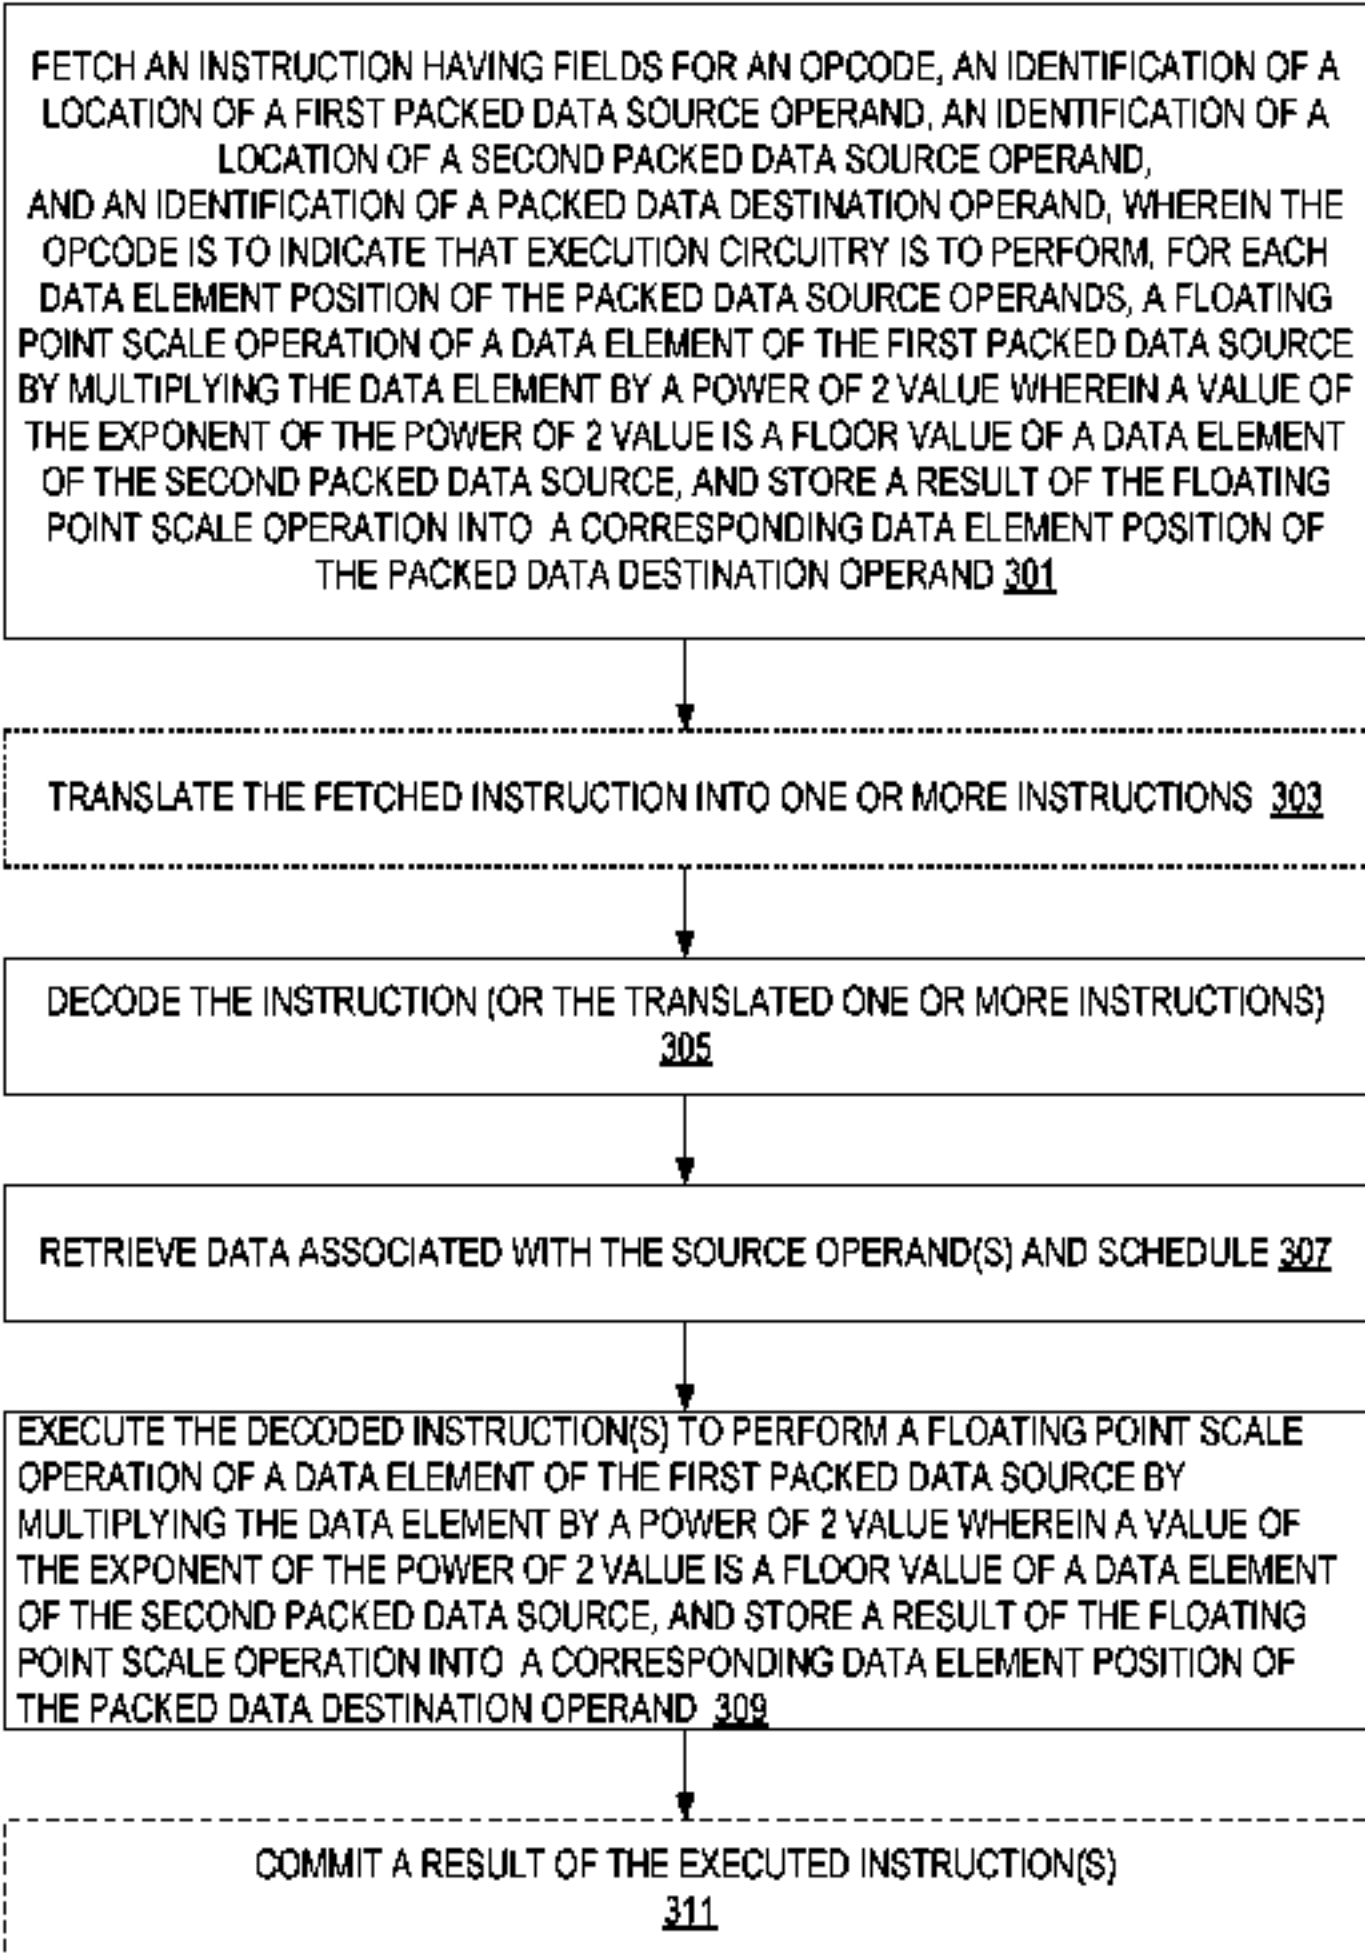 FETCH AN INSTRUCTION HAVING FIELDS FOR AN OPCODE, AN IDENTIFICATION OF A
LOCATION OF A FIRST PACKED DATA SOURCE OPERAND, AN IDENTIFICATION OF A
LOCATION OF A SECOND PACKED DATA SOURCE OPERAND,
AND AN IDENTIFICATION OF A PACKED DATA DESTINATION OPERAND, WHEREIN THE
OPCODE IS TO INDICATE THAT EXECUTION CIRCUITRY IS TO PERFORM, FOR EACH
DATA ELEMENT POSITION OF THE PACKED DATA SOURCE OPERANDS, A FLOATING
POINT SCALE OPERATION OF A DATA ELEMENT OF THE FIRST PACKED DATA SOURCE
BY MULTIPLYING THE DATA ELEMENT BY A POWER OF 2 VALUE WHEREIN A VALUE OF
THE EXPONENT OF THE POWER OF 2 VALUE IS A FLOOR VALUE OF A DATA ELEMENT
OF THE SECOND PACKED DATA SOURCE, AND STORE A RESULT OF THE FLOATING
POINT SCALE OPERATION INTO A CORRESPONDING DATA ELEMENT POSITION OF
THE PACKED DATA DESTINATION OPERAND 301
TRANSLATE THE FETCHED INSTRUCTION INTO ONE OR MORE INSTRUCTIONS 303
DECODE THE INSTRUCTION (OR THE TRANSLATED ONE OR MORE INSTRUCTIONS)
305
RETRIEVE DATA ASSOCIATED WITH THE SOURCE OPERAND(S) AND SCHEDULE 307
EXECUTE THE DECODED INSTRUCTION(S) TO PERFORM A FLOATING POINT SCALE
OPERATION OF A DATA ELEMENT OF THE FIRST PACKED DATA SOURCE BY
MULTIPLYING THE DATA ELEMENT BY A POWER OF 2 VALUE WHEREIN A VALUE OF
THE EXPONENT OF THE POWER OF 2 VALUE IS A FLOOR VALUE OF A DATA ELEMENT
OF THE SECOND PACKED DATA SOURCE, AND STORE A RESULT OF THE FLOATING
POINT SCALE OPERATION INTO A CORRESPONDING DATA ELEMENT POSITION OF
THE PACKED DATA DESTINATION OPERAND 309
COMMIT A RESULT OF THE EXECUTED INSTRUCTION(S)
311